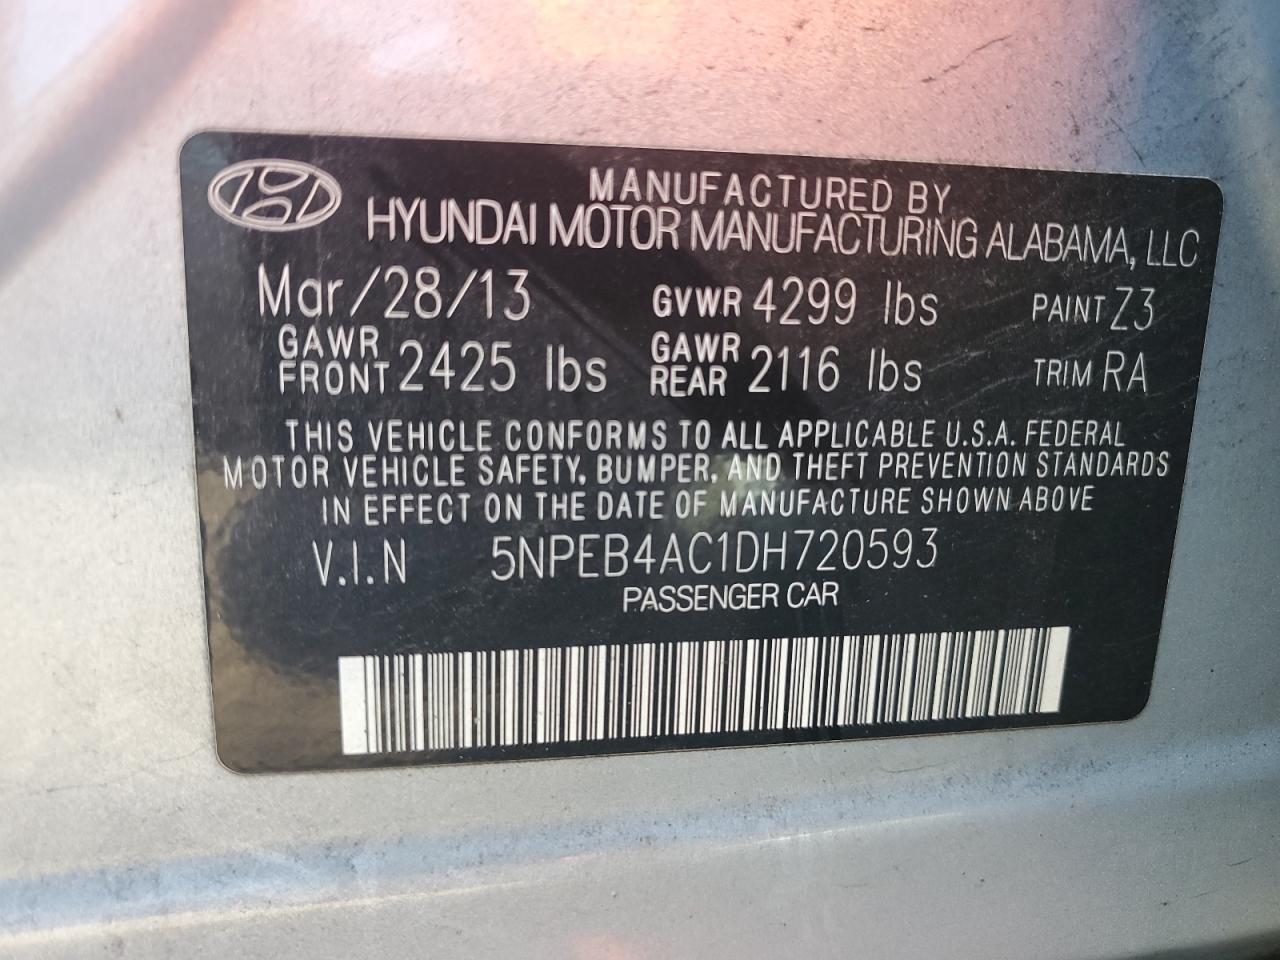 MANUFACTURED BY
HYUNDAI MOTOR MANUFACTURING ALABAMA, LLC
Mar/28/13 GVWR 4299 lbs PAINT Z3
GAWR FRONT 2425 lbs GAWR REAR 2116 lbs TRIM RA
THIS VEHICLE CONFORMS TO ALL APPLICABLE U.S.A. FEDERAL
MOTOR VEHICLE SAFETY, BUMPER, AND THEFT PREVENTION STANDARDS
IN EFFECT ON THE DATE OF MANUFACTURE SHOWN ABOVE
V.I.N 5NPEB4AC1DH720593
PASSENGER CAR